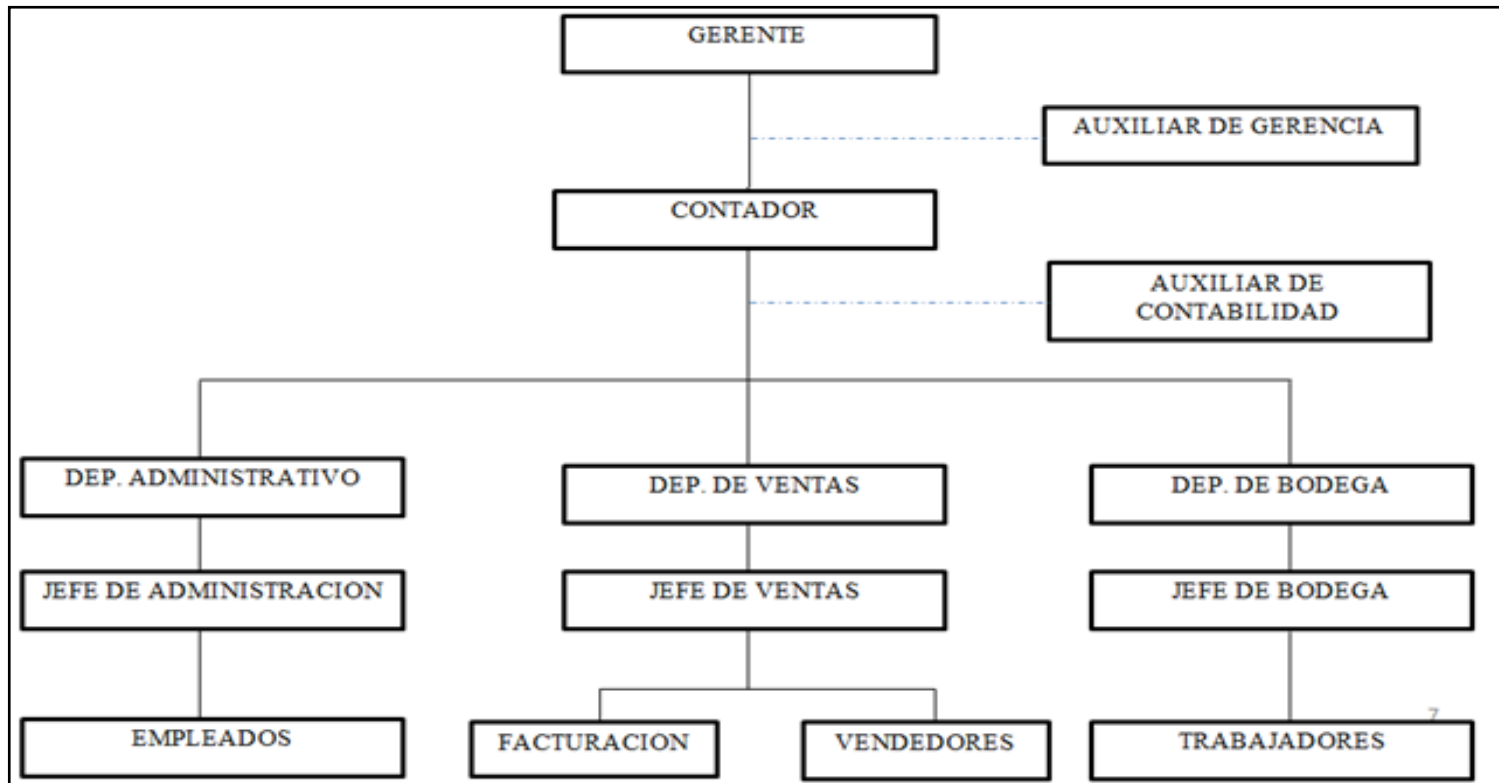 GERENTE
AUXILIAR DE GERENCIA
CONTADOR
AUXILIAR DE
CONTABILIDAD
DEP. ADMINISTRATIVO
DEP. DE VENTAS
DEP. DE BODEGA
JEFE DE ADMINISTRACION
JEFE DE VENTAS
JEFE DE BODEGA
EMPLEADOS
FACTURACION
VENDEDORES
TRABAJADORES
7